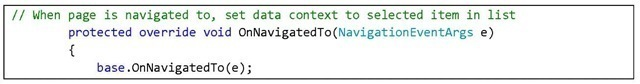 // When page is navigated to, set data context to selected item in list
protected override void OnNavigatedTo(NavigationEventArgs e)
{
base.OnNavigatedTo(e);